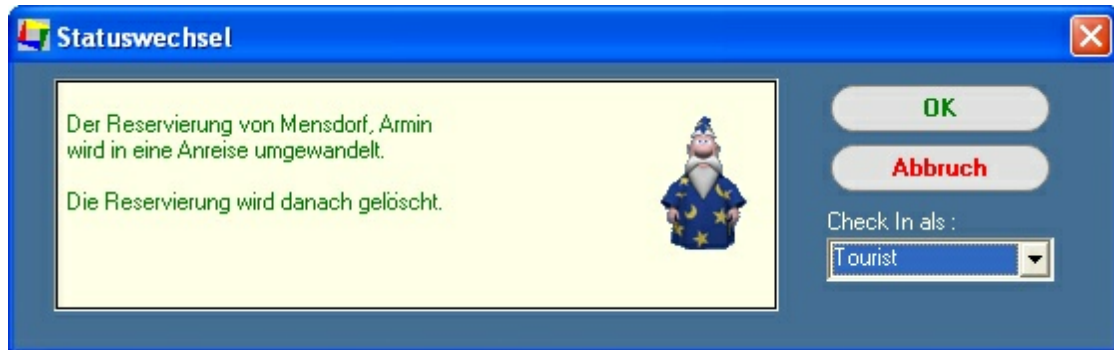 Statuswechsel
Der Reservierung von Mensdorf, Armin
wird in eine Anreise umgewandelt.
Die Reservierung wird danach gelöscht.
OK
Abbruch
Check In als :
Tourist